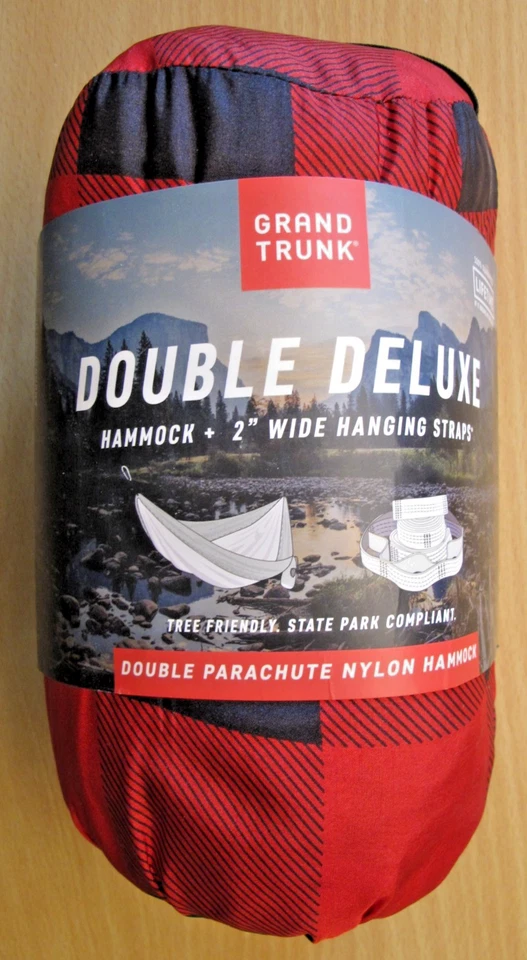 GRAND
TRUNK®
DOUBLE DELUXE
HAMMOCK + 2" WIDE HANGING STRAPS*
TREE FRIENDLY. STATE PARK COMPLIANT.
DOUBLE PARACHUTE NYLON HAMMOCK